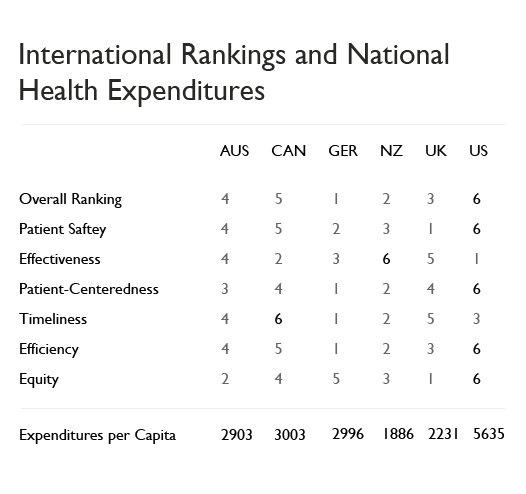 International Rankings and National
Health Expenditures
AUS CAN GER NZ UK US
Overall Ranking 4 5 1 2 3 6
Patient Saftey 4 5 2 3 1 6
Effectiveness 4 2 3 6 5 1
Patient-Centeredness 3 4 1 2 4 6
Timeliness 4 6 1 2 5 3
Efficiency 4 5 1 2 3 6
Equity 2 4 5 3 1 6
Expenditures per Capita 2903 3003 2996 1886 2231 5635